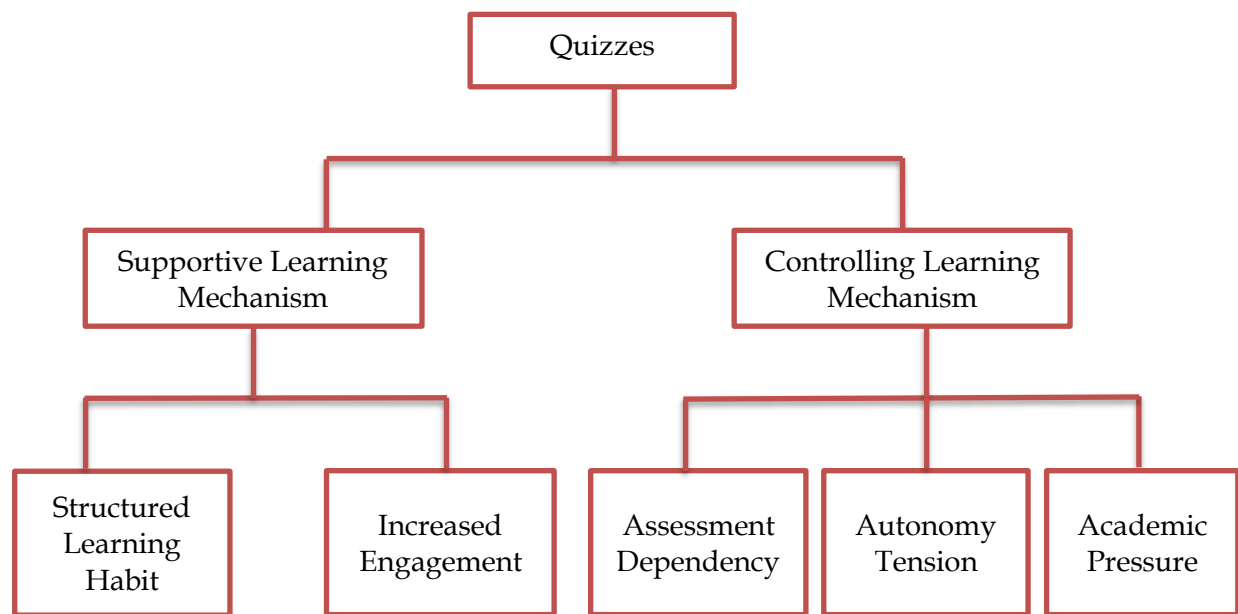 Quizzes
Supportive Learning
Mechanism
Controlling Learning
Mechanism
Structured
Learning
Habit
Increased
Engagement
Assessment
Dependency
Autonomy
Tension
Academic
Pressure